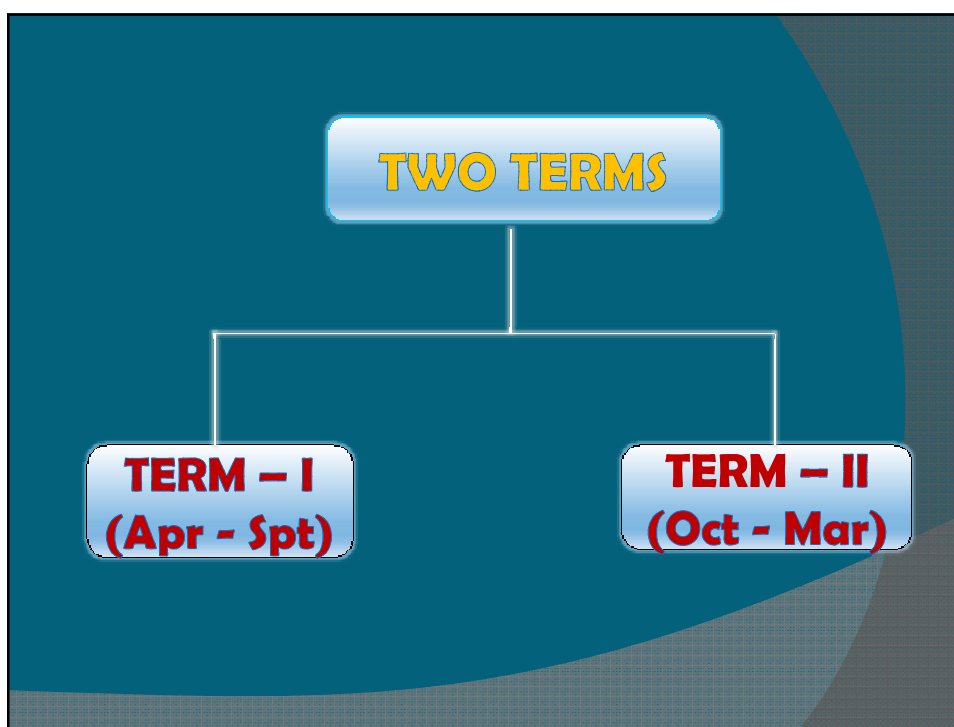 TWO TERMS
TERM – I
(Apr - Spt)
TERM – II
(Oct - Mar)